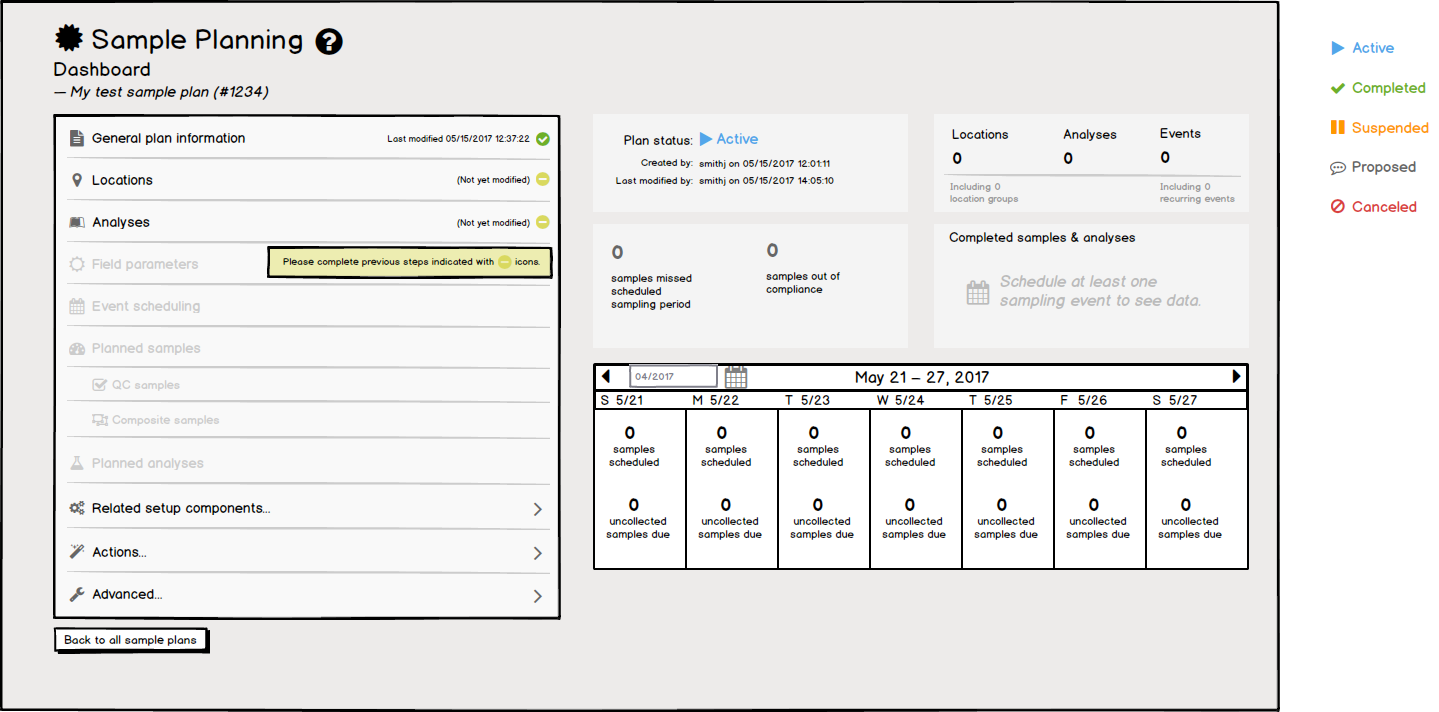 Sample Planning ?
Dashboard
— My test sample plan (#1234)
General plan information Last modified 05/15/2017 12:37:22
Locations (Not yet modified)
Analyses (Not yet modified)
Field parameters
Please complete previous steps indicated with icons.
Event scheduling
Planned samples
QC samples
Composite samples
Planned analyses
Related setup components...
Actions...
Advanced...
Back to all sample plans
Plan status: Active
Created by: smithj on 05/15/2017 12:01:11
Last modified by: smithj on 05/15/2017 14:05:10
Locations Analyses Events
0 0 0
Including 0 Including 0
location groups recurring events
0 0
samples missed samples out of
scheduled compliance
sampling period
Completed samples & analyses
Schedule at least one
sampling event to see data.
04/2017 May 21 – 27, 2017
S 5/21 M 5/22 T 5/23 W 5/24 T 5/25 F 5/26 S 5/27
0 0 0 0 0 0 0
samples samples samples samples samples samples samples
scheduled scheduled scheduled scheduled scheduled scheduled scheduled
0 0 0 0 0 0 0
uncollected uncollected uncollected uncollected uncollected uncollected uncollected
samples due samples due samples due samples due samples due samples due samples due
Active
Completed
Suspended
Proposed
Canceled